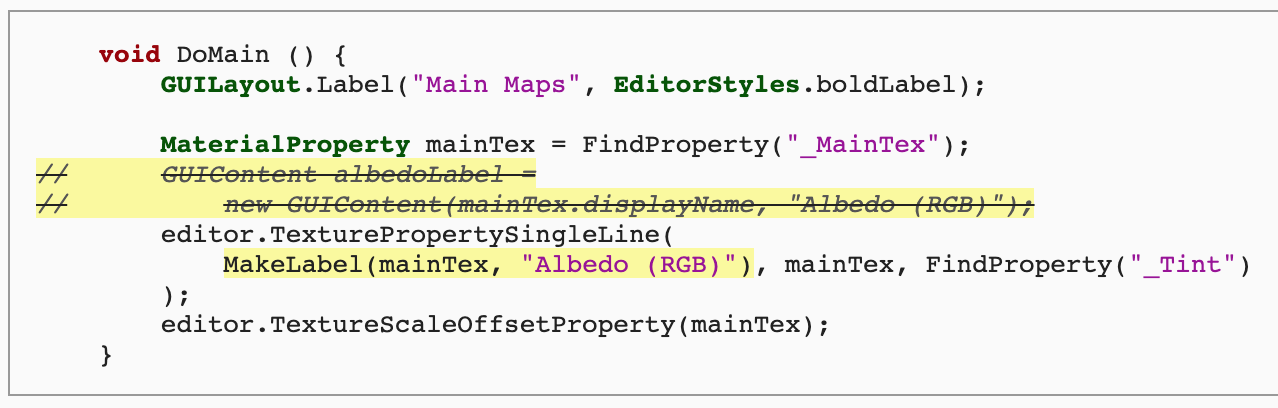 void DoMain () {
GUILayout.Label("Main Maps", EditorStyles.boldLabel);
MaterialProperty mainTex = FindProperty("_MainTex");
// GUIContent albedoLabel =
// new GUIContent(mainTex.displayName, "Albedo (RGB)");
editor.TexturePropertySingleLine(
MakeLabel(mainTex, "Albedo (RGB)"), mainTex, FindProperty("_Tint")
);
editor.TextureScaleOffsetProperty(mainTex);
}